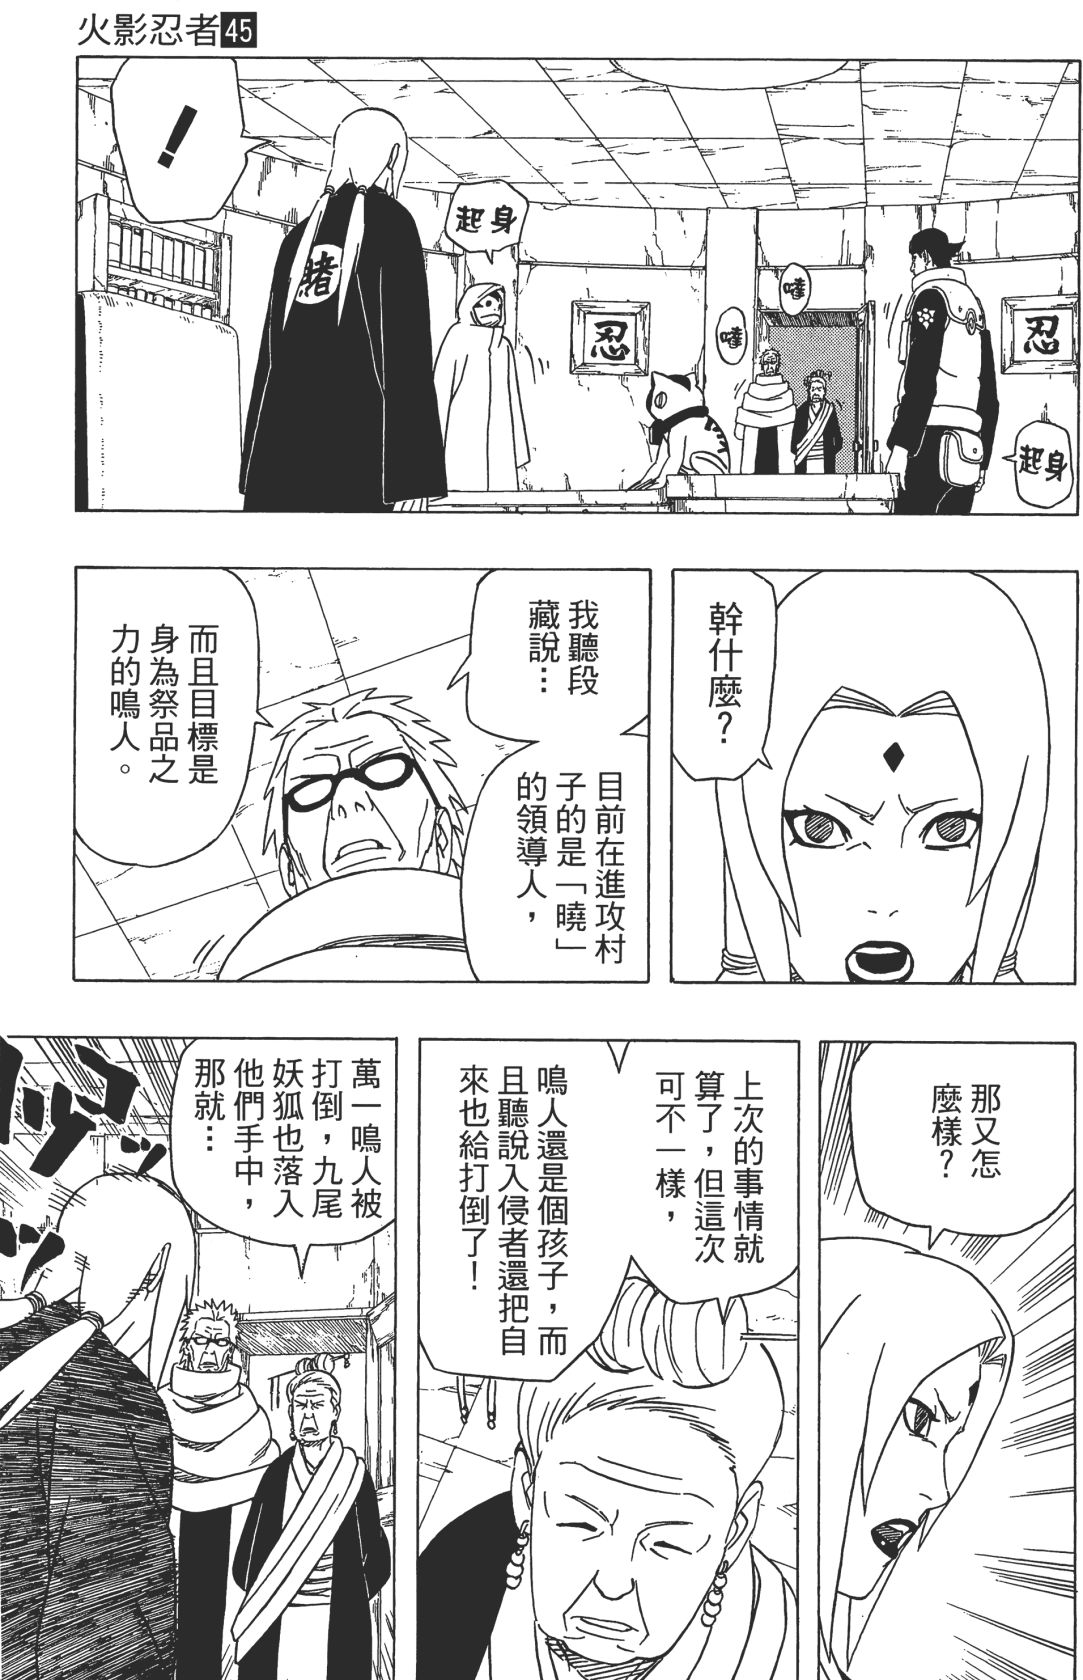 火影忍者45
忍
起身
忍
噠
噠
起身
賭
!
幹什麼?
我聽段
藏說…
目前在進攻村
子的是「曉」
的領導人,
而且目標是
身為祭品之
力的鳴人。
那又怎
麼樣?
上次的事情就
算了,但這次
可不一樣,
鳴人還是個孩子,而
且聽說入侵者還把自
來也給打倒了!
萬一鳴人被
打倒,九尾
妖狐也落入
他們手中,
那就…